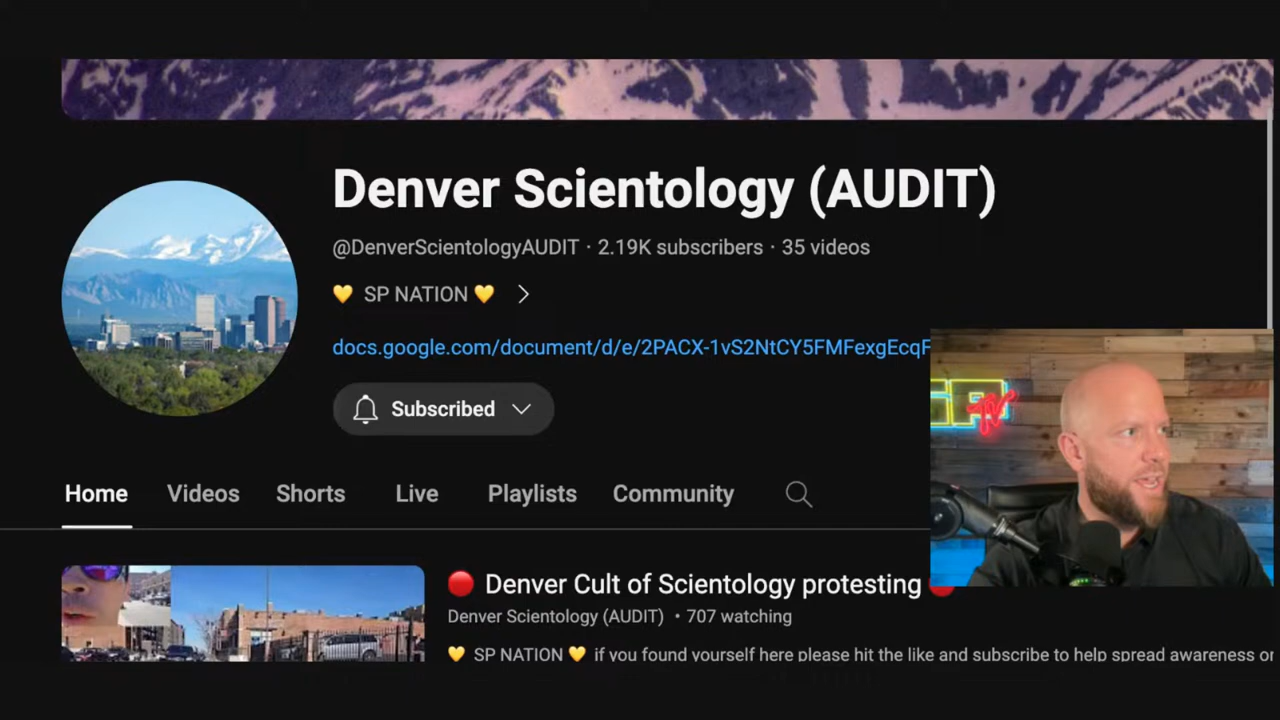 Denver Scientology (AUDIT)
@DenverScientologyAUDIT · 2.19K subscribers · 35 videos
💛 SP NATION 💛 >
docs.google.com/document/d/e/2PACX-1vS2NtCY5FMFexgEcqF
Subscribed
Home Videos Shorts Live Playlists Community
🔴 Denver Cult of Scientology protesting 🔴
Denver Scientology (AUDIT) • 707 watching
💛 SP NATION 💛 if you found yourself here please hit the like and subscribe to help spread awareness or
TV